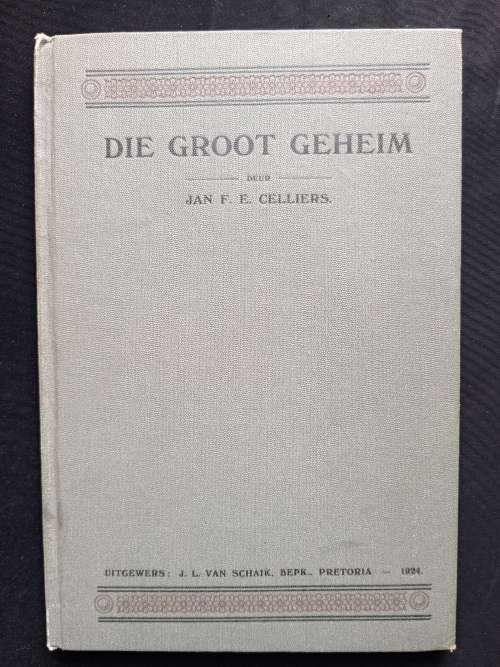 DIE GROOT GEHEIM
DEUR
JAN F. E. CELLIERS.
UITGEWERS: J. L. VAN SCHAIK, BEPK., PRETORIA — 1924.